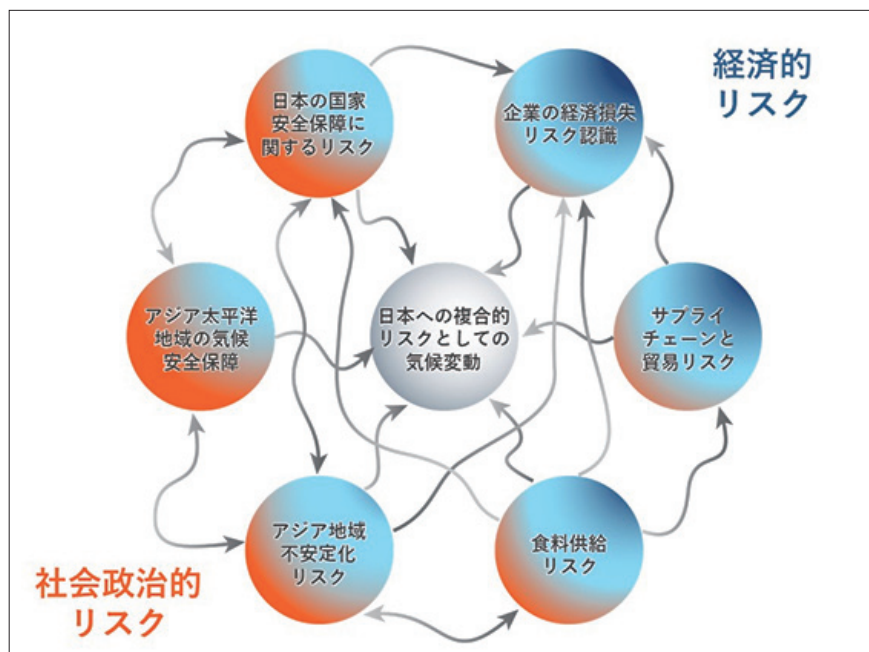 経済的
リスク
日本の国家
安全保障に
関するリスク
企業の経済損失
リスク認識
アジア太平洋
地域の気候
安全保障
日本への複合的
リスクとしての
気候変動
サプライ
チェーンと
貿易リスク
アジア地域
不安定化
リスク
食料供給
リスク
社会政治的
リスク